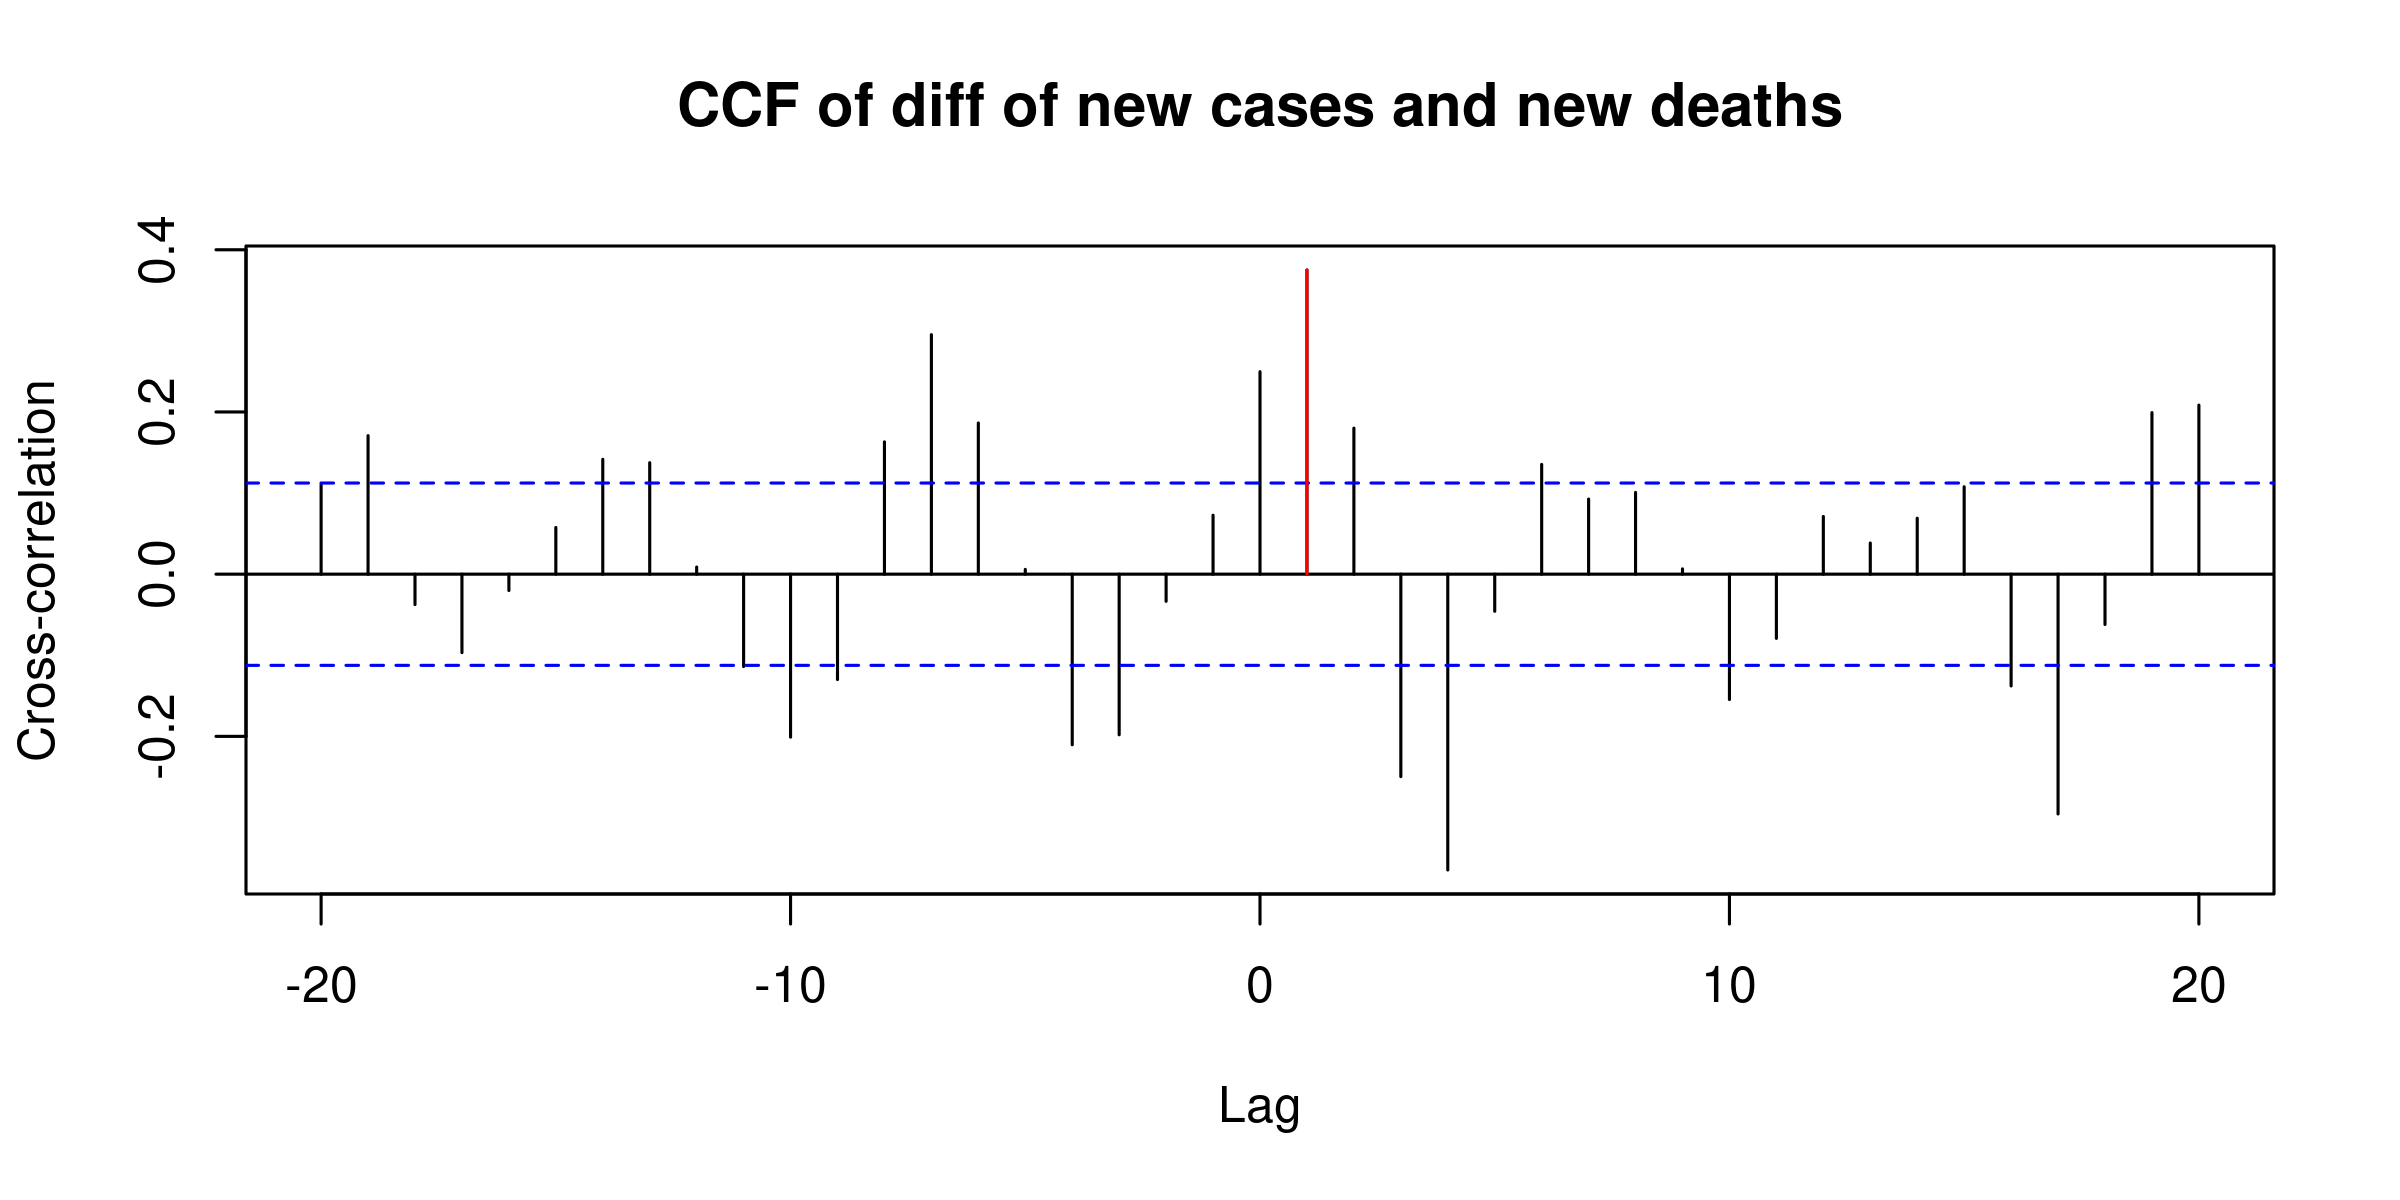 CCF of diff of new cases and new deaths
Cross-correlation
0.4
0.2
0.0
-0.2
-20 -10 0 10 20
Lag